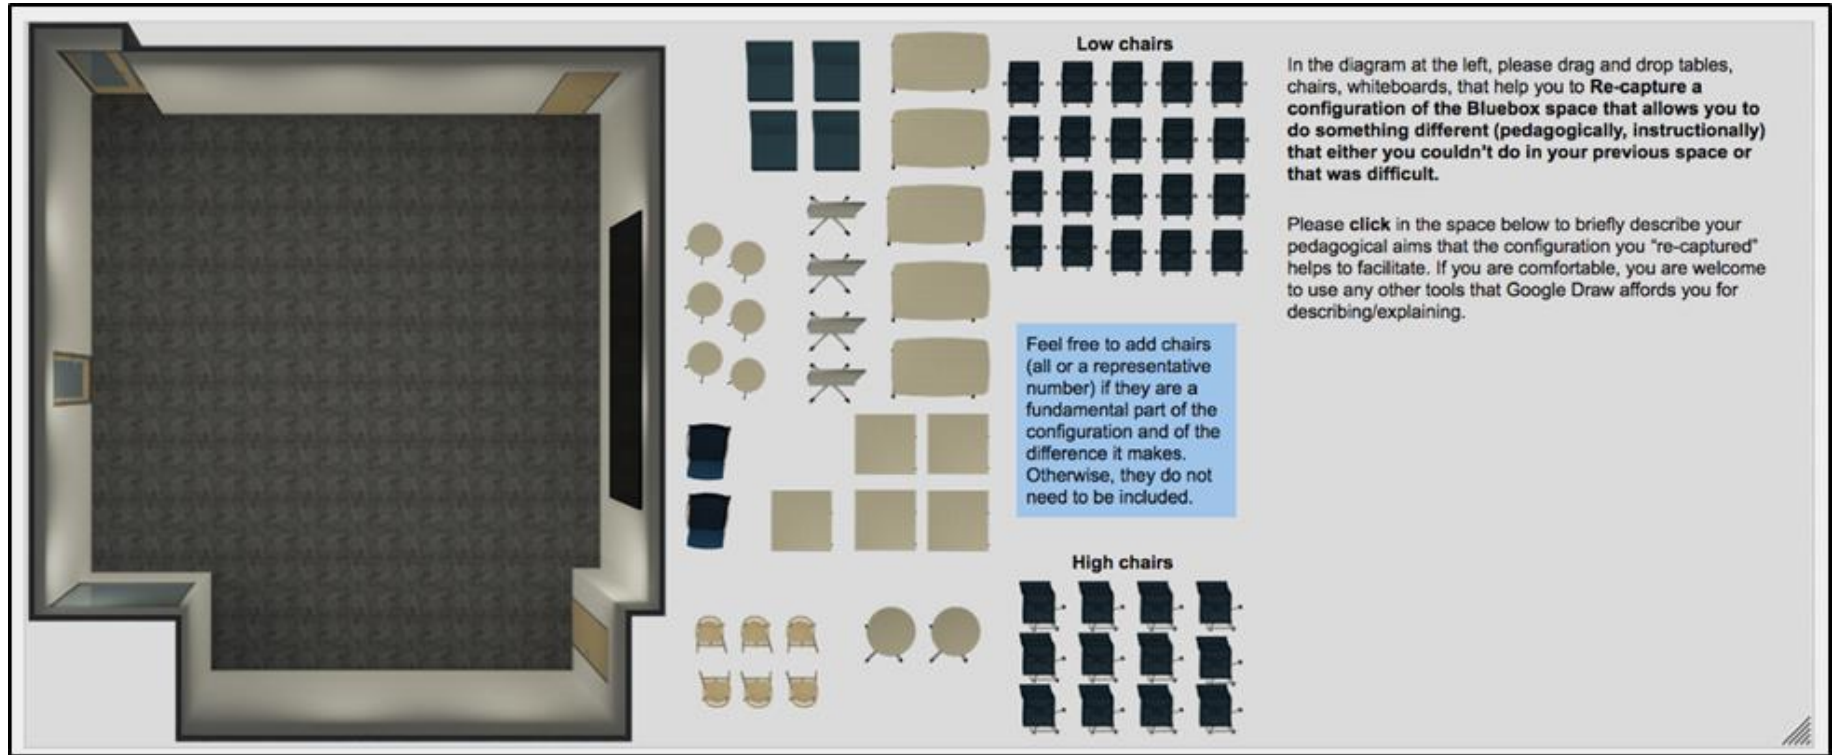 Low chairs
In the diagram at the left, please drag and drop tables,
chairs, whiteboards, that help you to Re-capture a
configuration of the Bluebox space that allows you to
do something different (pedagogically, instructionally)
that either you couldn't do in your previous space or
that was difficult.
Please click in the space below to briefly describe your
pedagogical aims that the configuration you "re-captured"
helps to facilitate. If you are comfortable, you are welcome
to use any other tools that Google Draw affords you for
describing/explaining.
Feel free to add chairs
(all or a representative
number) if they are a
fundamental part of the
configuration and of the
difference it makes.
Otherwise, they do not
need to be included.
High chairs